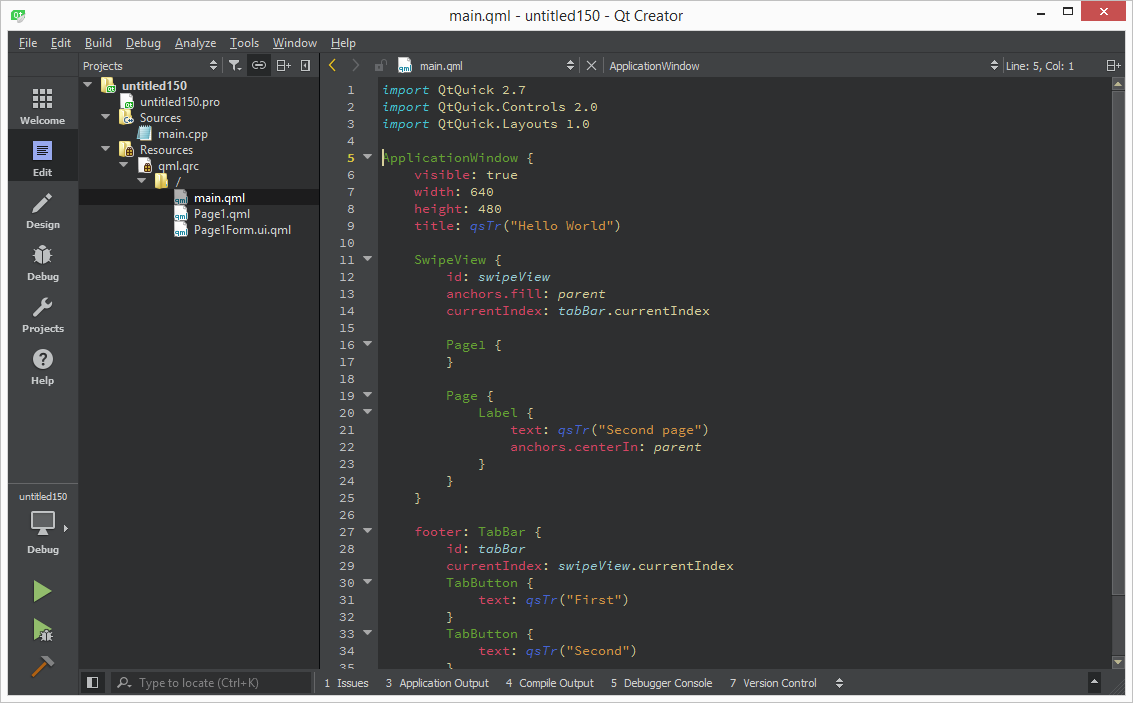 main.qml - untitled150 - Qt Creator
File Edit Build Debug Analyze Tools Window Help
Projects
main.qml
ApplicationWindow
Line: 5, Col: 1
Welcome
Edit
Design
Debug
Projects
Help
untitled150
Debug
untitled150
untitled150.pro
Sources
main.cpp
Resources
qml.qrc
/
main.qml
Page1.qml
Page1Form.ui.qml
1 import QtQuick 2.7
2 import QtQuick.Controls 2.0
3 import QtQuick.Layouts 1.0
4
5 ApplicationWindow {
6     visible: true
7     width: 640
8     height: 480
9     title: qsTr("Hello World")
10
11     SwipeView {
12         id: swipeView
13         anchors.fill: parent
14         currentIndex: tabBar.currentIndex
15
16         Page1 {
17         }
18
19         Page {
20             Label {
21                 text: qsTr("Second page")
22                 anchors.centerIn: parent
23             }
24         }
25     }
26
27     footer: TabBar {
28         id: tabBar
29         currentIndex: swipeView.currentIndex
30         TabButton {
31             text: qsTr("First")
32         }
33         TabButton {
34             text: qsTr("Second")
35         }
Type to locate (Ctrl+K)
1 Issues 3 Application Output 4 Compile Output 5 Debugger Console 7 Version Control